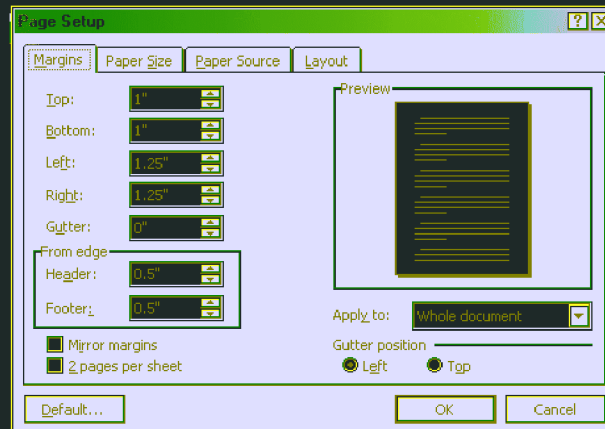 Page Setup
Margins Paper Size Paper Source Layout
Top: 1"
Bottom: 1"
Left: 1.25"
Right: 1.25"
Gutter: 0"
From edge
Header: 0.5"
Footer: 0.5"
Mirror margins
2 pages per sheet
Preview
Apply to: Whole document
Gutter position
Left Top
Default... OK Cancel